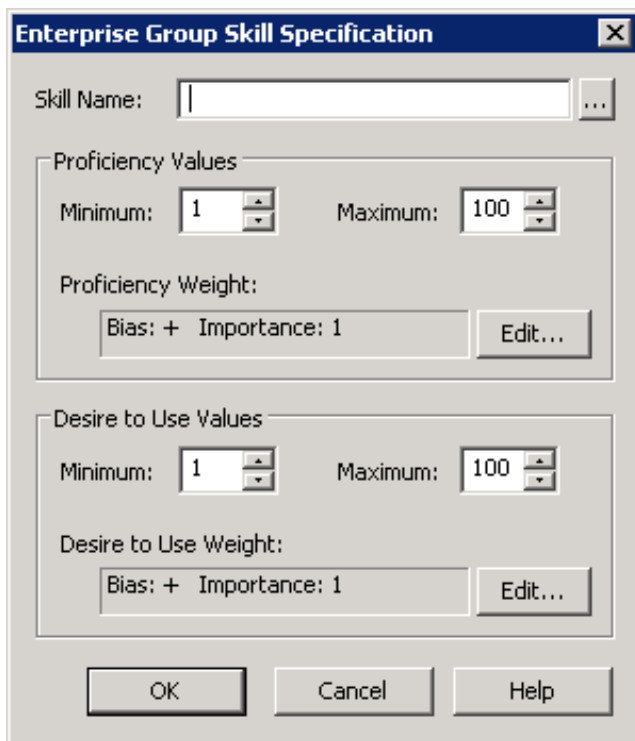 Enterprise Group Skill Specification
Skill Name: ...
Proficiency Values
Minimum: 1 Maximum: 100
Proficiency Weight:
Bias: + Importance: 1 Edit...
Desire to Use Values
Minimum: 1 Maximum: 100
Desire to Use Weight:
Bias: + Importance: 1 Edit...
OK Cancel Help